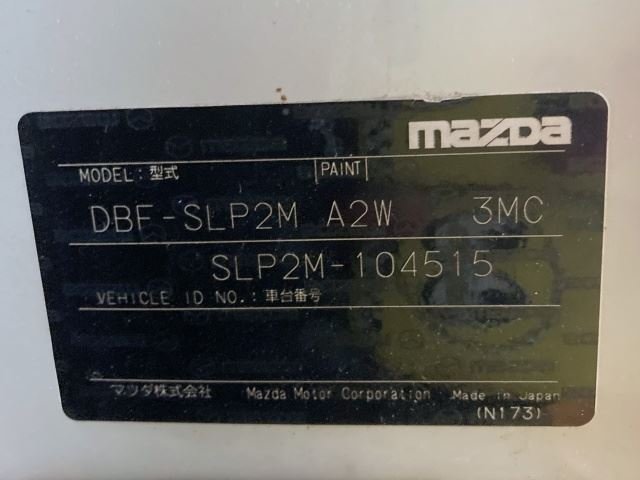 mazda
MODEL: 型式 PAINT
DBF-SLP2M A2W 3MC
SLP2M-104515
VEHICLE ID NO.: 車台番号
マツダ株式会社 Mazda Motor Corporation Made in Japan
(N173)